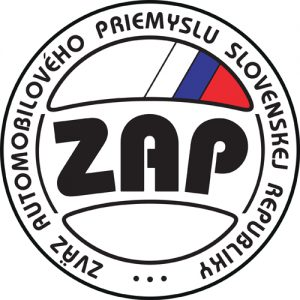 ZVÄZ AUTOMOBILOVÉHO PRIEMYSLU SLOVENSKEJ REPUBLIKY ...
ZAP